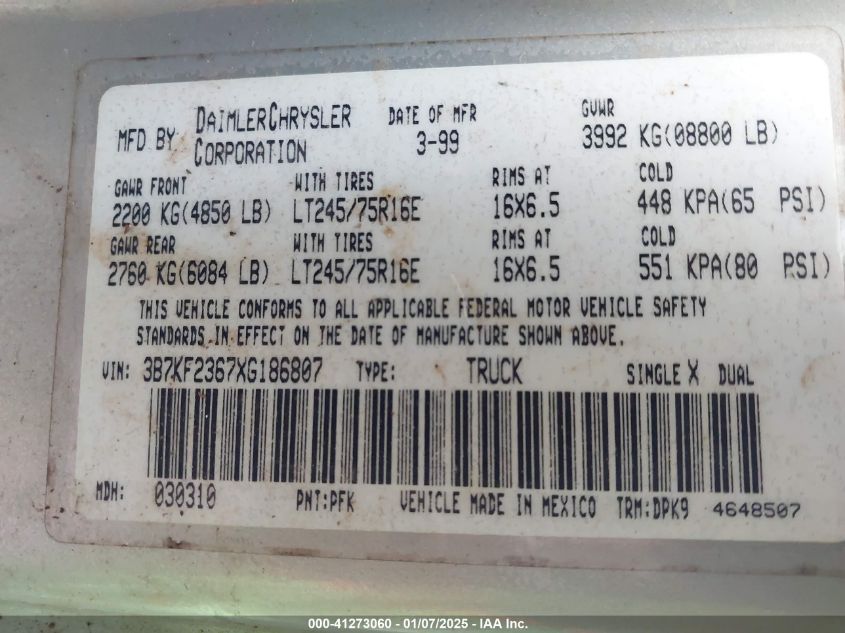 MFD BY DAIMLERCHRYSLER CORPORATION DATE OF MFR 3-99 GVWR 3992 KG(08800 LB)
GAWR FRONT WITH TIRES RIMS AT COLD
2200 KG(4850 LB) LT245/75R16E 16X6.5 448 KPA(65 PSI)
GAWR REAR WITH TIRES RIMS AT COLD
2760 KG(6084 LB) LT245/75R16E 16X6.5 551 KPA(80 PSI)
THIS VEHICLE CONFORMS TO ALL APPLICABLE FEDERAL MOTOR VEHICLE SAFETY
STANDARDS IN EFFECT ON THE DATE OF MANUFACTURE SHOWN ABOVE.
VIN: 3B7KF2367XG186807 TYPE: TRUCK SINGLE X DUAL
MDH: 030310 PNT:PFK VEHICLE MADE IN MEXICO TRM:DPK9 4648507
000-41273060 — 01/07/2025 - IAA Inc.